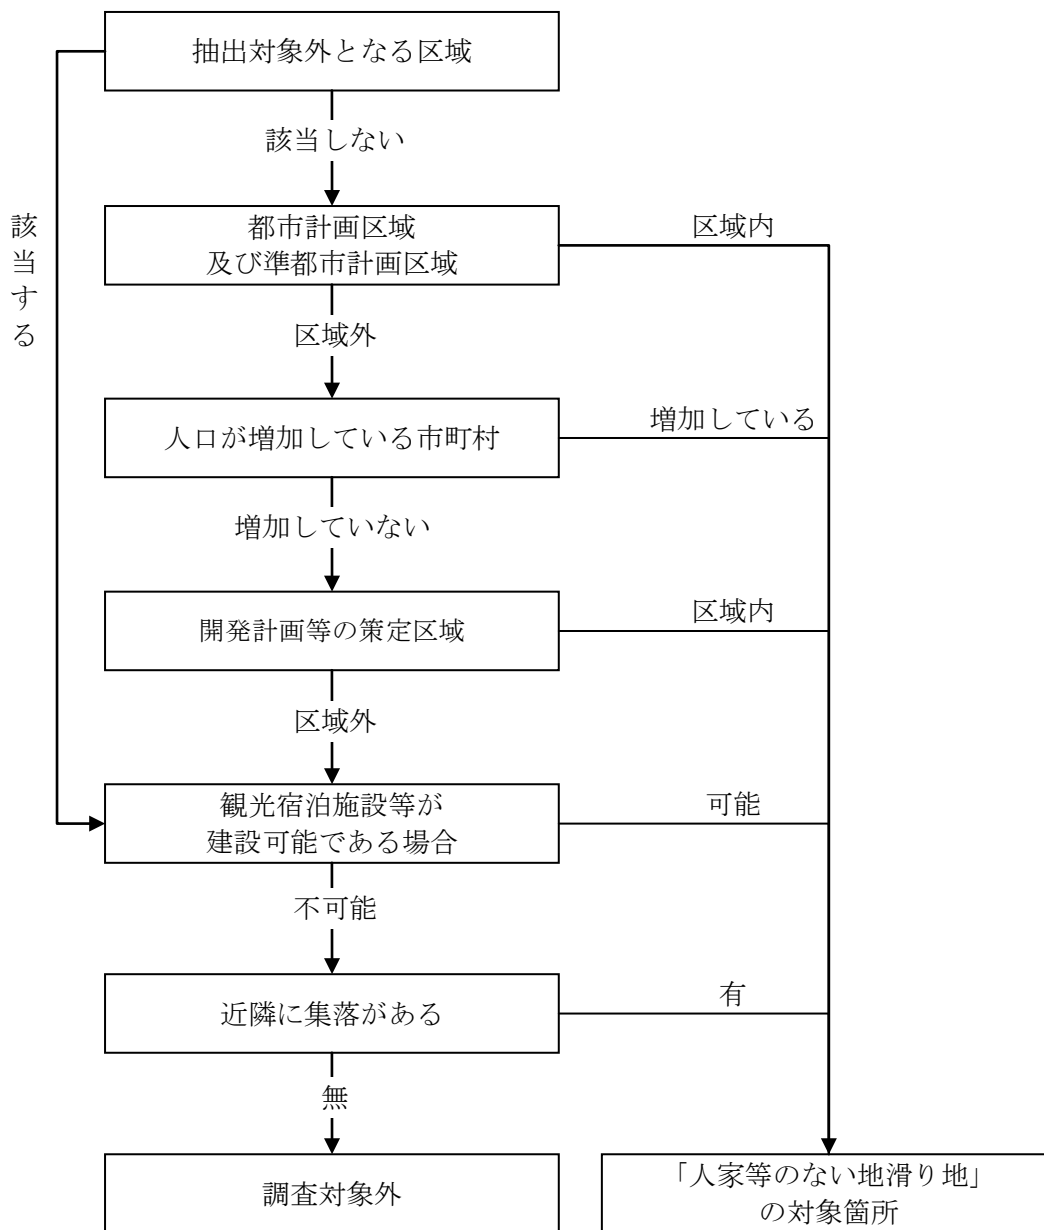 抽出対象外となる区域
該当しない
該当する
都市計画区域
及び準都市計画区域
区域内
区域外
人口が増加している市町村
増加している
増加していない
開発計画等の策定区域
区域内
区域外
観光宿泊施設等が
建設可能である場合
可能
不可能
近隣に集落がある
有
無
調査対象外
「人家等のない地滑り地」
の対象箇所